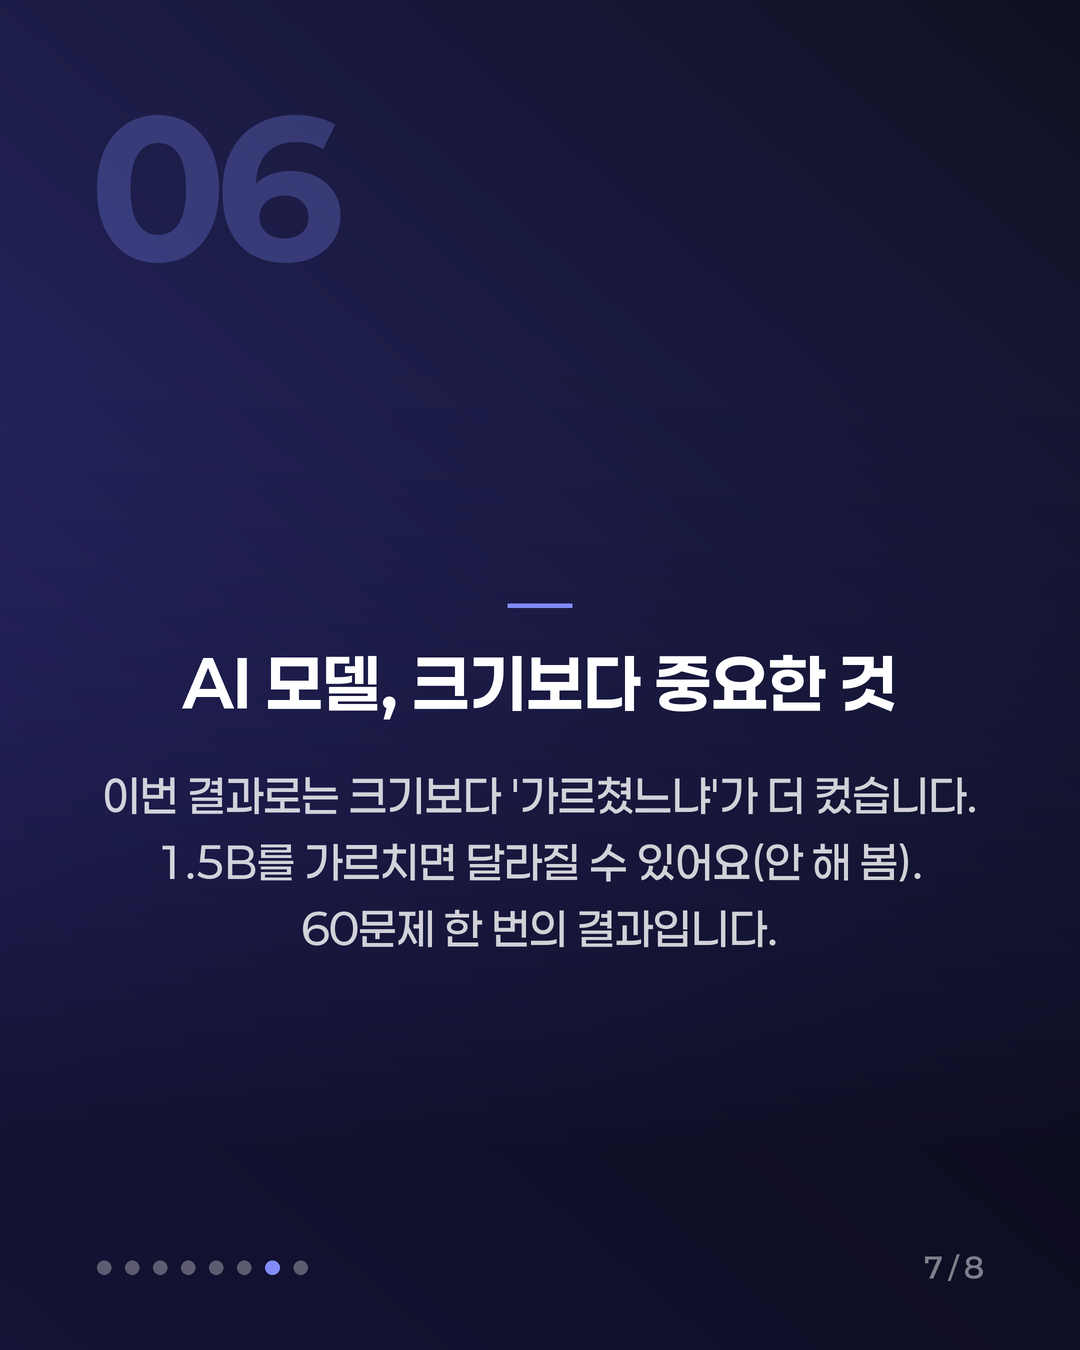 06
AI 모델, 크기보다 중요한 것
이번 결과로는 크기보다 '가르쳤느냐'가 더 컸습니다.
1.5B를 가르치면 달라질 수 있어요(안 해 봄).
60문제 한 번의 결과입니다.
7/8